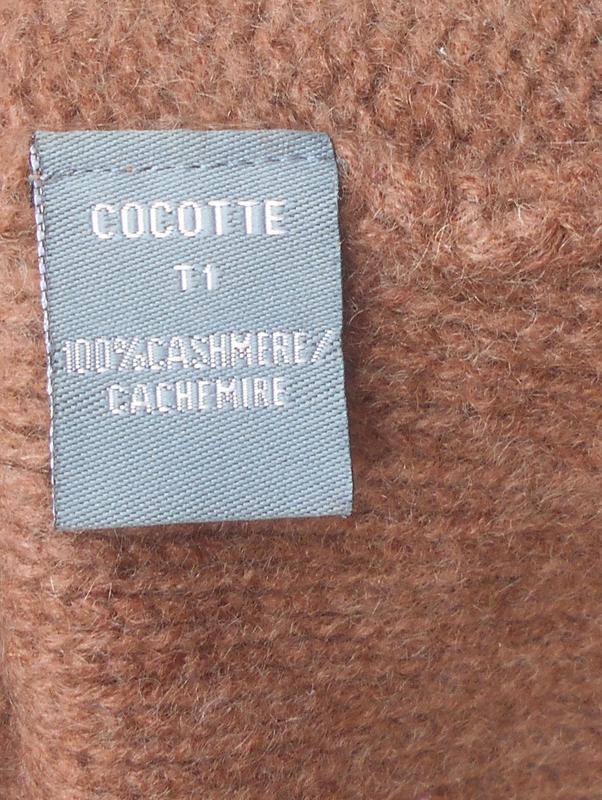 COCOTTE
T1
100%CASHMERE/
CACHEMIRE